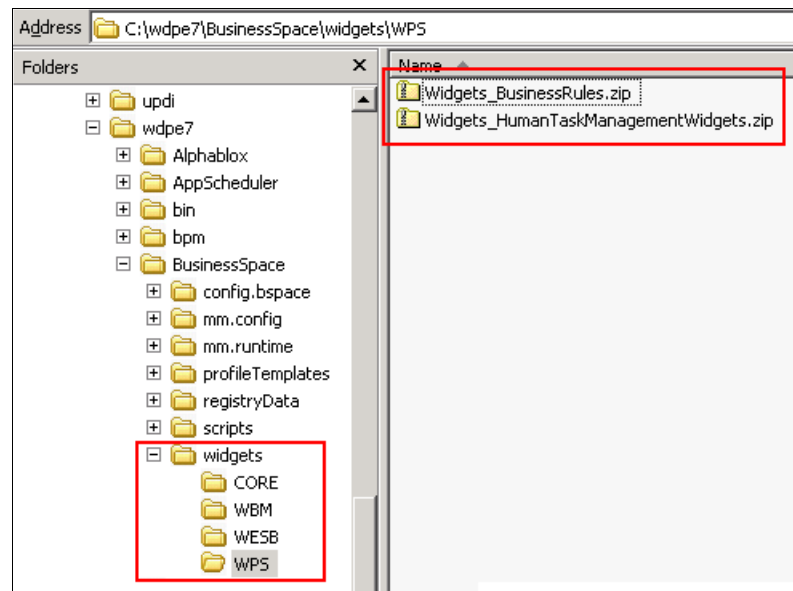 Address C:\wdpe7\BusinessSpace\widgets\WPS
Folders x Name
updi
wdpe7
Alphablox
AppScheduler
bin
bpm
BusinessSpace
config.bspace
mm.config
mm.runtime
profileTemplates
registryData
scripts
widgets
CORE
WBM
WESB
WPS
Widgets_BusinessRules.zip
Widgets_HumanTaskManagementWidgets.zip